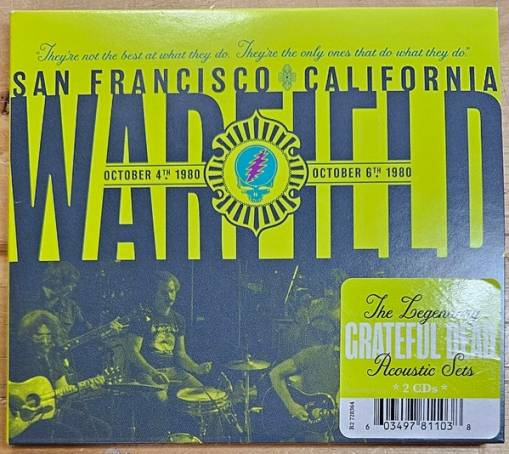 "They're not the best at what they do. They're the only ones that do what they do."
SAN FRANCISCO CALIFORNIA
WARFIELD
OCTOBER 4TH 1980 OCTOBER 6TH 1980
The Legendary
GRATEFUL DEAD
Acoustic Sets
* 2 CDs *
R2 728364
6 03497 81103 8